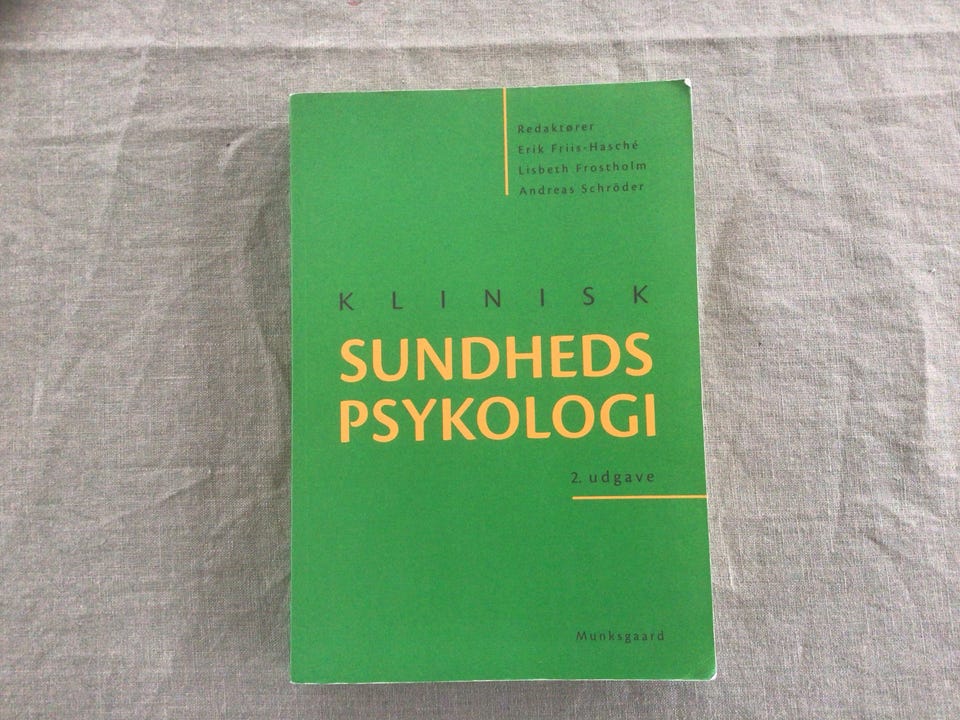 Redaktører
Erik Friis-Hasché
Lisbeth Frostholm
Andreas Schröder
KLINISK
SUNDHEDS
PSYKOLOGI
2. udgave
Munksgaard